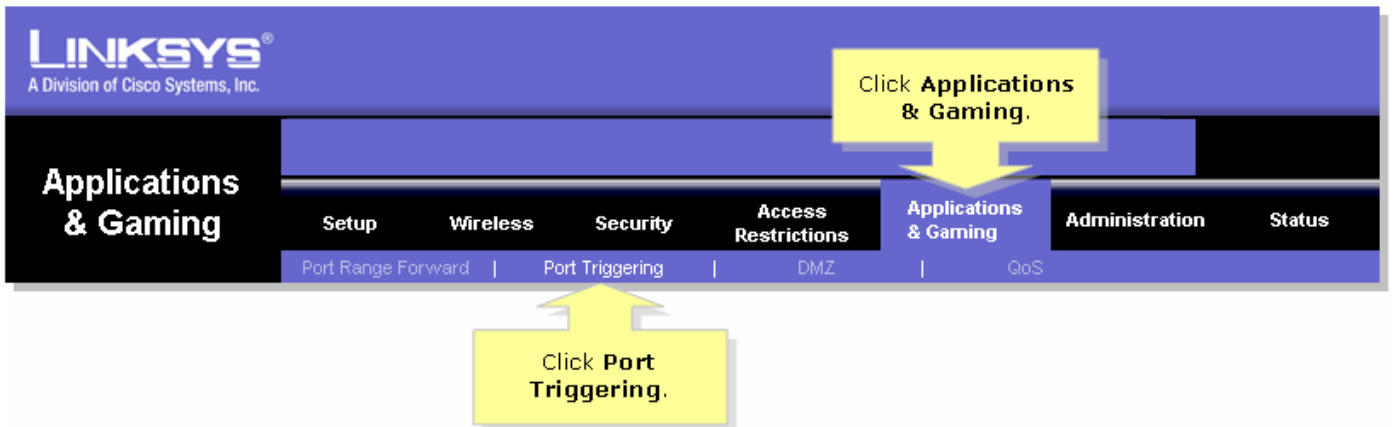 LINKSYS®
A Division of Cisco Systems, Inc.
Click Applications
& Gaming.
Applications
& Gaming
Setup
Wireless
Security
Access
Restrictions
Applications
& Gaming
Administration
Status
Port Range Forward | Port Triggering | DMZ | QoS
Click Port
Triggering.